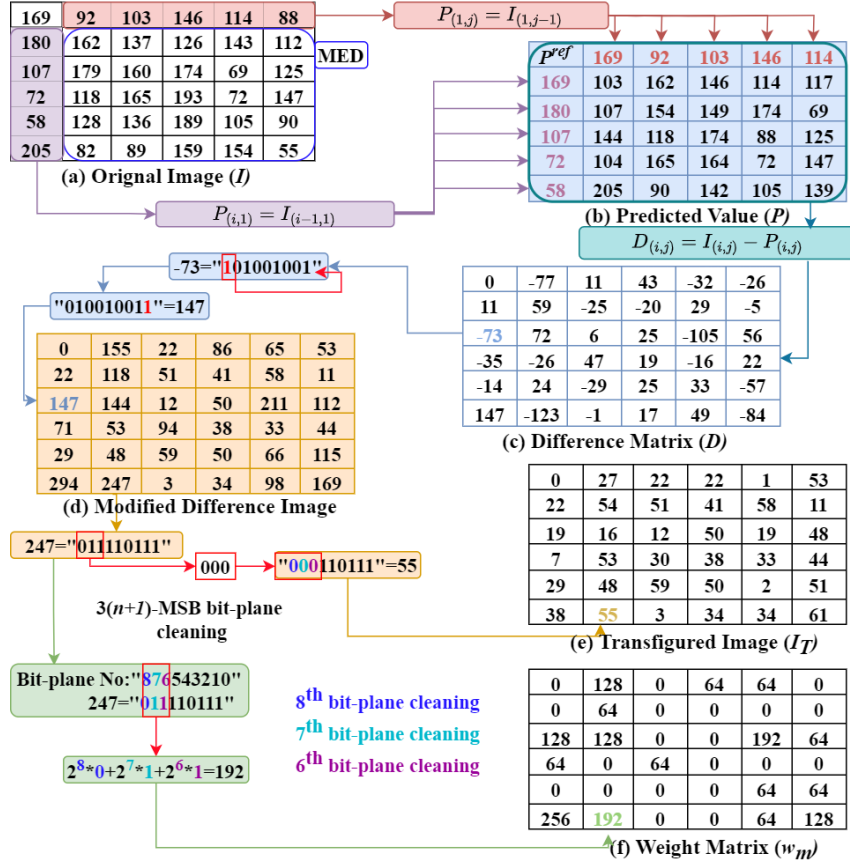 169 92 103 146 114 88
180 162 137 126 143 112
107 179 160 174 69 125
72 118 165 193 72 147
58 128 136 189 105 90
205 82 89 159 154 55
MED
(a) Orignal Image (I)
P(1,j) = I(1,j−1)
P(i,1) = I(i−1,1)
Pref 169 92 103 146 114
169 103 162 146 114 117
180 107 154 149 174 69
107 144 118 174 88 125
72 104 165 164 72 147
58 205 90 142 105 139
(b) Predicted Value (P)
D(i,j) = I(i,j) − P(i,j)
0 -77 11 43 -32 -26
11 59 -25 -20 29 -5
-73 72 6 25 -105 56
-35 -26 47 19 -16 22
-14 24 -29 25 33 -57
147 -123 -1 17 49 -84
(c) Difference Matrix (D)
-73="101001001"
"010010011"=147
0 155 22 86 65 53
22 118 51 41 58 11
147 144 12 50 211 112
71 53 94 38 33 44
29 48 59 50 66 115
294 247 3 34 98 169
(d) Modified Difference Image
247="011110111"
000
"000110111"=55
3(n+1)-MSB bit-plane
cleaning
0 27 22 22 1 53
22 54 51 41 58 11
19 16 12 50 19 48
7 53 30 38 33 44
29 48 59 50 2 51
38 55 3 34 34 61
(e) Transfigured Image (IT)
Bit-plane No:"876543210"
247="011110111"
2^8*0+2^7*1+2^6*1=192
8th bit-plane cleaning
7th bit-plane cleaning
6th bit-plane cleaning
0 128 0 64 64 0
0 64 0 0 0 0
128 128 0 0 192 64
64 0 64 0 0 0
0 0 0 0 64 64
256 192 0 0 64 128
(f) Weight Matrix (wm)